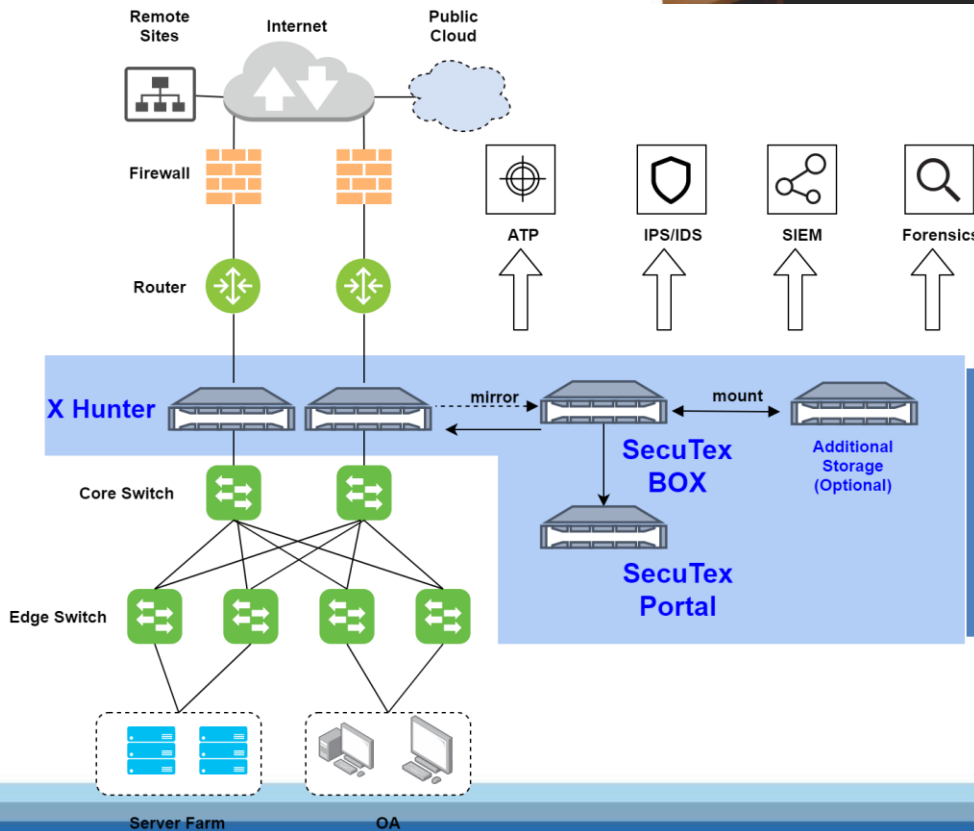 Remote
Sites
Internet
Public
Cloud
Firewall
ATP
IPS/IDS
SIEM
Forensics
Router
X Hunter
mirror
mount
SecuTex
BOX
Additional
Storage
(Optional)
Core Switch
SecuTex
Portal
Edge Switch
Server Farm
OA